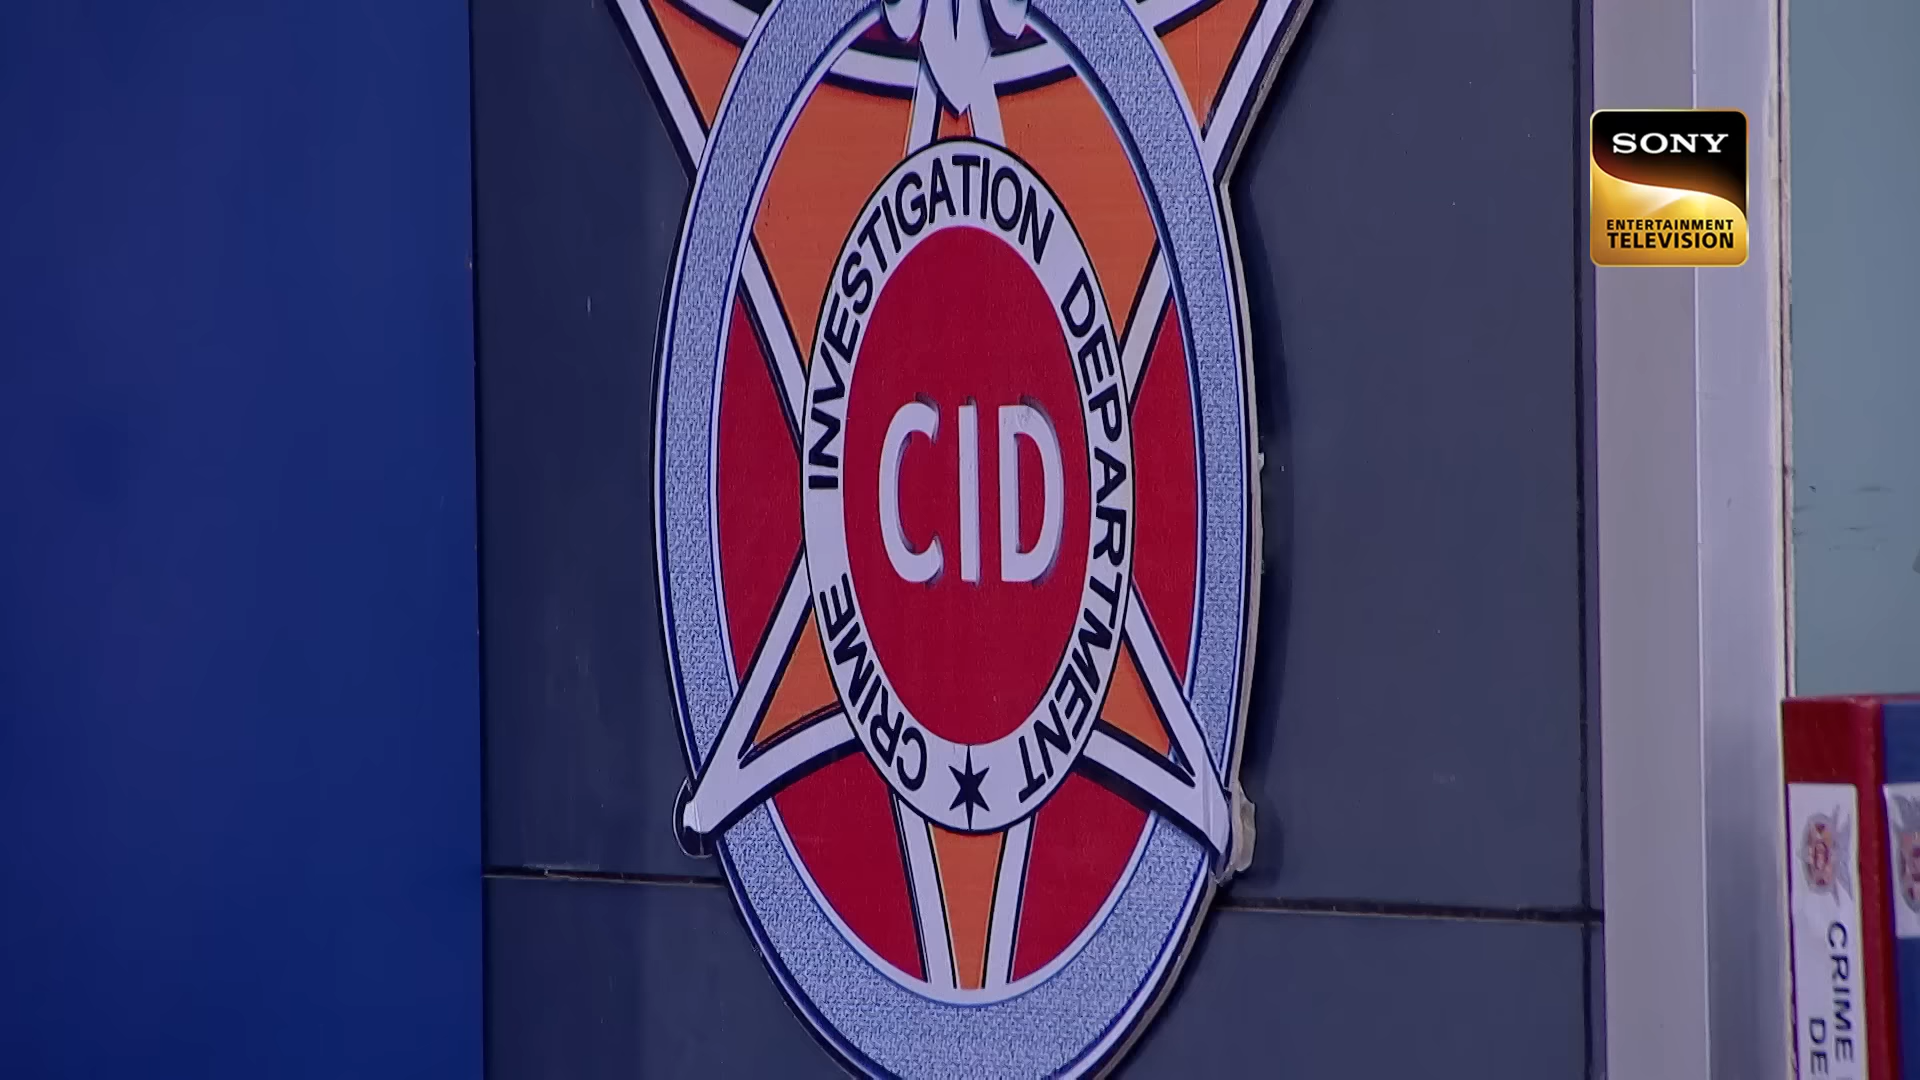 SONY
ENTERTAINMENT
TELEVISION
CRIME INVESTIGATION DEPARTMENT
CID
CRIME
DE